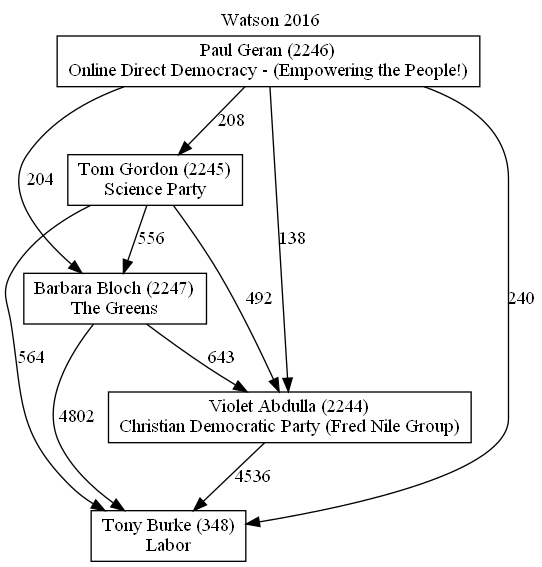 Watson 2016
Paul Geran (2246)
Online Direct Democracy - (Empowering the People!)
208
Tom Gordon (2245)
Science Party
204
556
138
Barbara Bloch (2247)
The Greens
492
240
564
643
Violet Abdulla (2244)
Christian Democratic Party (Fred Nile Group)
4802
4536
Tony Burke (348)
Labor